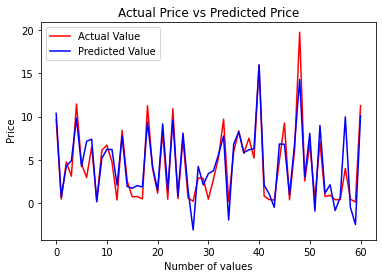 Actual Price vs Predicted Price
Actual Value
Predicted Value
Price
20
15
10
5
0
0 10 20 30 40 50 60
Number of values